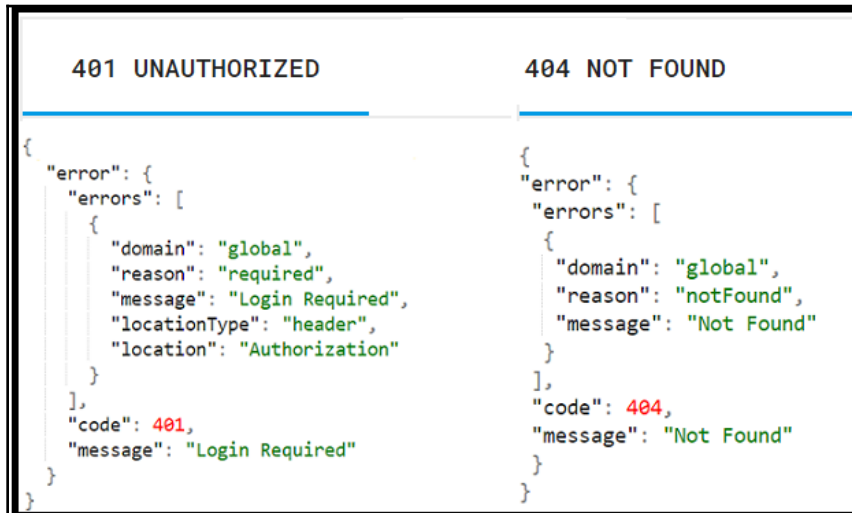 401 UNAUTHORIZED
{
"error": {
"errors": [
{
"domain": "global",
"reason": "required",
"message": "Login Required",
"locationType": "header",
"location": "Authorization"
}
],
"code": 401,
"message": "Login Required"
}
}
404 NOT FOUND
{
"error": {
"errors": [
{
"domain": "global",
"reason": "notFound",
"message": "Not Found"
}
],
"code": 404,
"message": "Not Found"
}
}